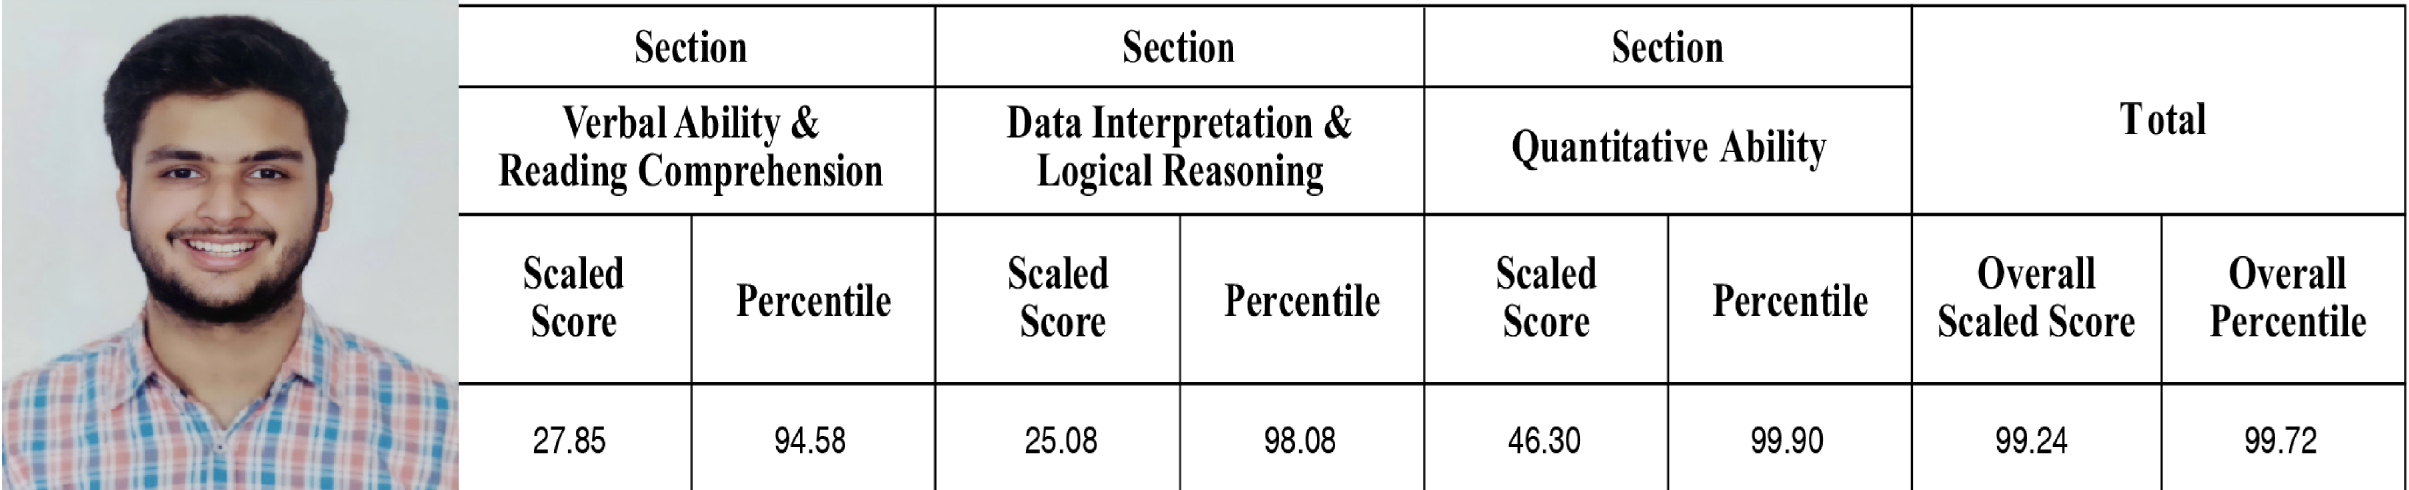 Section Section Section Total
Verbal Ability &
Reading Comprehension
Data Interpretation &
Logical Reasoning
Quantitative Ability
Scaled
Score
Percentile
Scaled
Score
Percentile
Scaled
Score
Percentile
Overall
Scaled Score
Overall
Percentile
27.85 94.58 25.08 98.08 46.30 99.90 99.24 99.72